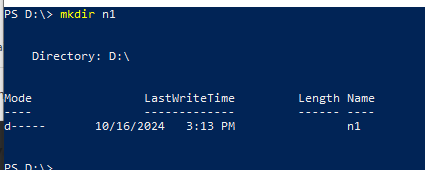 PS D:\> mkdir n1
Directory: D:\
Mode LastWriteTime Length Name
---- ------------- ------ ----
d----- 10/16/2024 3:13 PM n1
PS D:\>